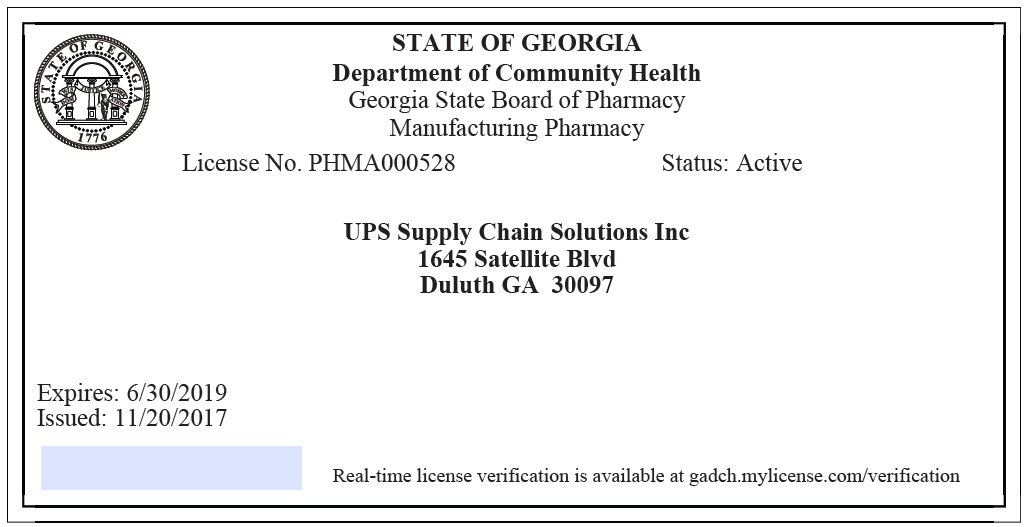 STATE OF GEORGIA
STATE OF GEORGIA
1776
Department of Community Health
Georgia State Board of Pharmacy
Manufacturing Pharmacy
License No. PHMA000528 Status: Active
UPS Supply Chain Solutions Inc
1645 Satellite Blvd
Duluth GA 30097
Expires: 6/30/2019
Issued: 11/20/2017
Real-time license verification is available at gadch.mylicense.com/verification